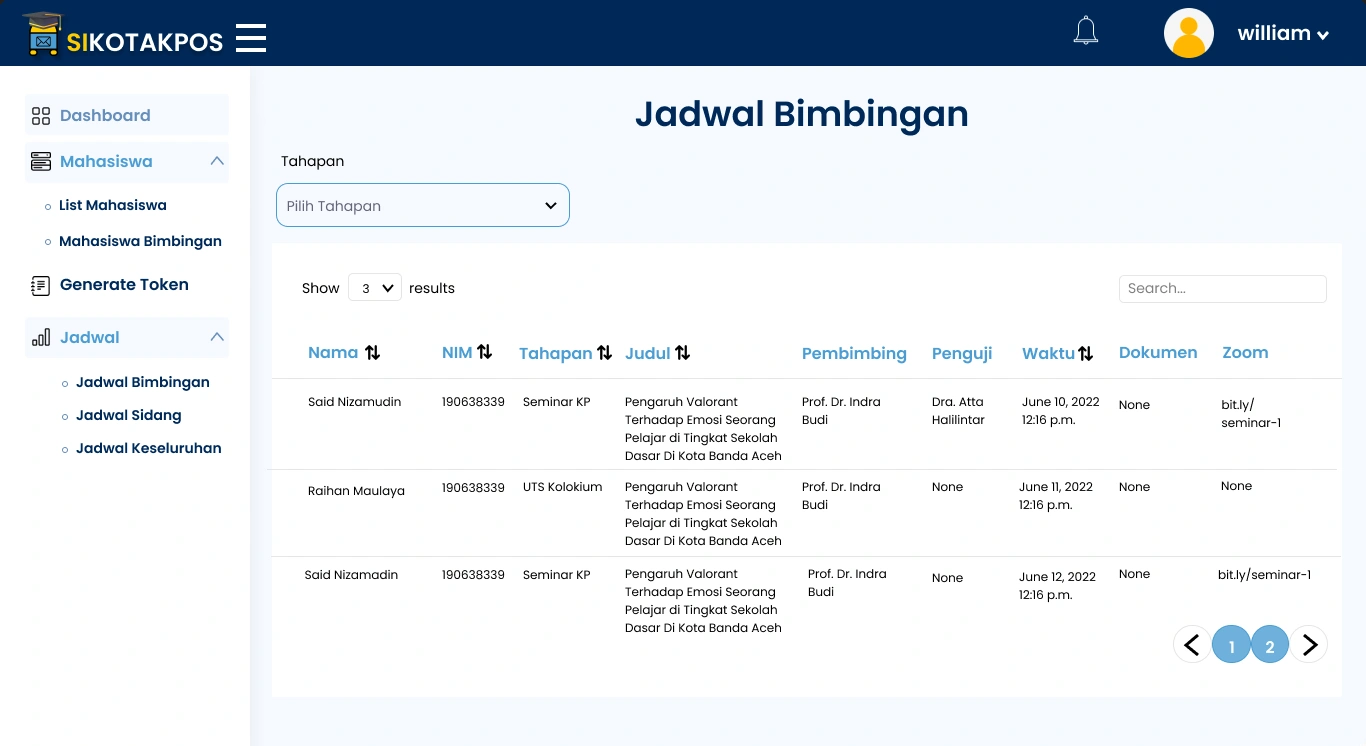 SIKOTAKPOS
william
Dashboard
Mahasiswa
List Mahasiswa
Mahasiswa Bimbingan
Generate Token
Jadwal
Jadwal Bimbingan
Jadwal Sidang
Jadwal Keseluruhan
Jadwal Bimbingan
Tahapan
Pilih Tahapan
Show 3 results
Search...
Nama NIM Tahapan Judul Pembimbing Penguji Waktu Dokumen Zoom
Said Nizamudin 190638339 Seminar KP Pengaruh Valorant Prof. Dr. Indra Dra. Atta June 10, 2022 None bit.ly/
Terhadap Emosi Seorang Budi Halilintar 12:16 p.m. seminar-1
Pelajar di Tingkat Sekolah
Dasar Di Kota Banda Aceh
Raihan Maulaya 190638339 UTS Kolokium Pengaruh Valorant Prof. Dr. Indra None June 11, 2022 None None
Terhadap Emosi Seorang Budi 12:16 p.m.
Pelajar di Tingkat Sekolah
Dasar Di Kota Banda Aceh
Said Nizamadin 190638339 Seminar KP Pengaruh Valorant Prof. Dr. Indra None June 12, 2022 None bit.ly/seminar-1
Terhadap Emosi Seorang Budi 12:16 p.m.
Pelajar di Tingkat Sekolah
Dasar Di Kota Banda Aceh
1 2